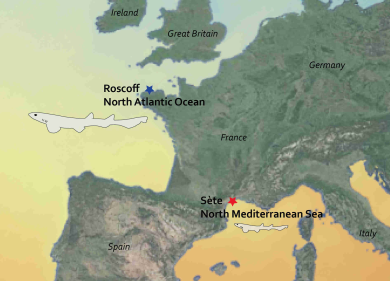 Ireland
Great Britain
Germany
Roscoff
North Atlantic Ocean
France
Sète
North Mediterranean Sea
Spain
Italy